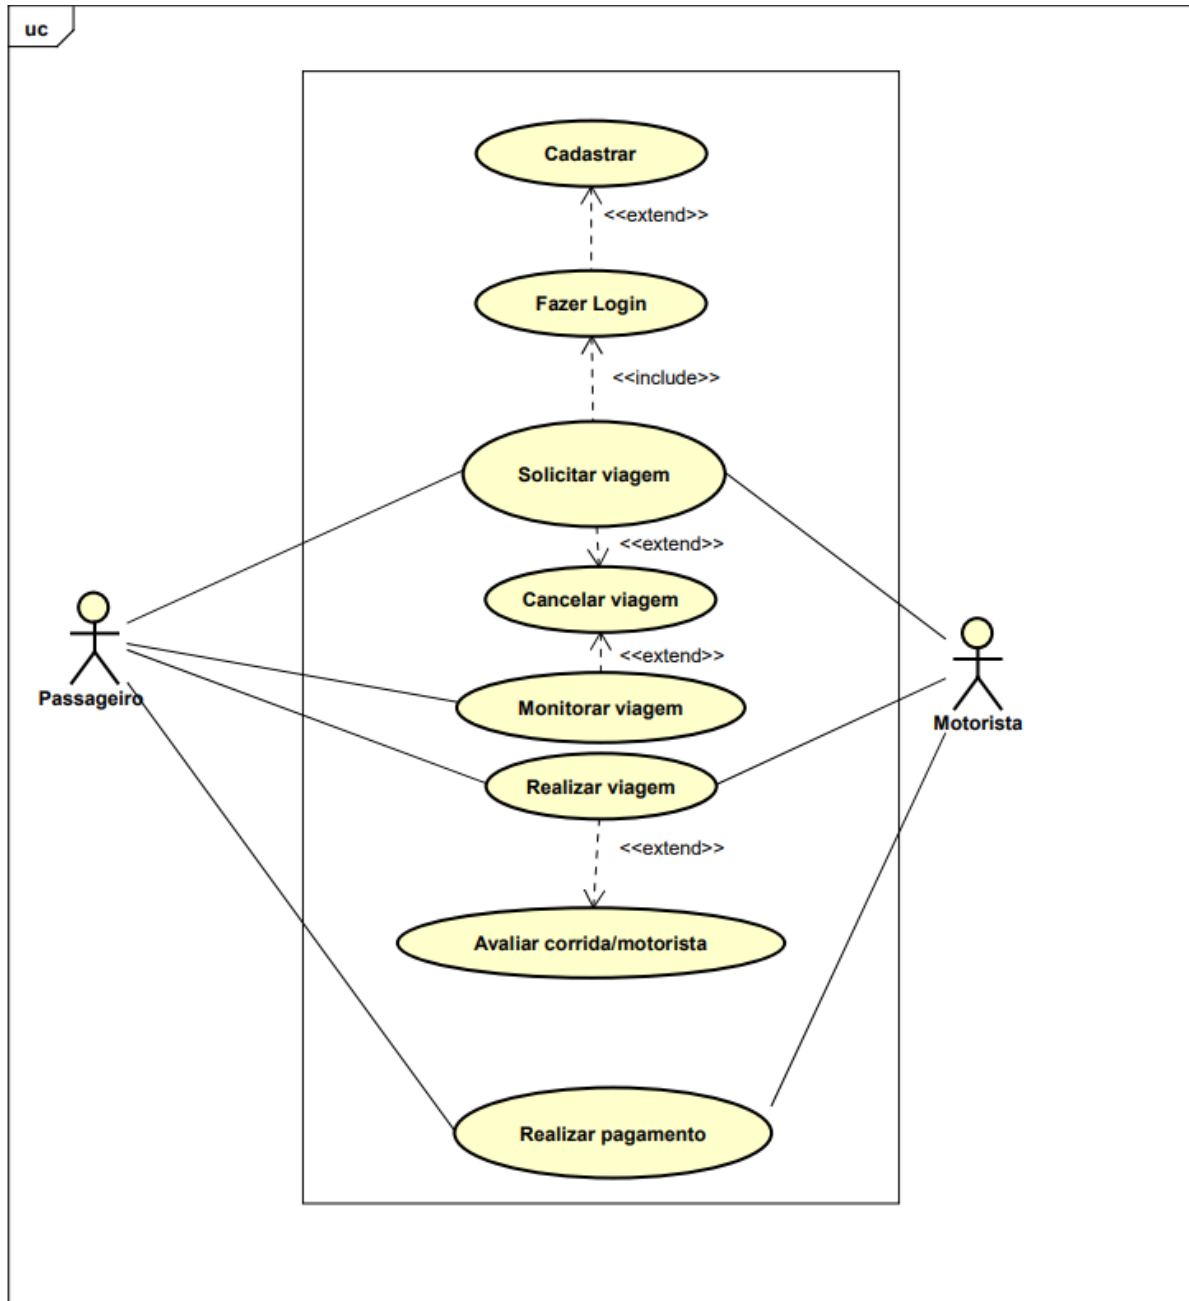 uc
Cadastrar
<<extend>>
Fazer Login
<<include>>
Solicitar viagem
<<extend>>
Cancelar viagem
<<extend>>
Passageiro
Monitorar viagem
Motorista
Realizar viagem
<<extend>>
Avaliar corrida/motorista
Realizar pagamento